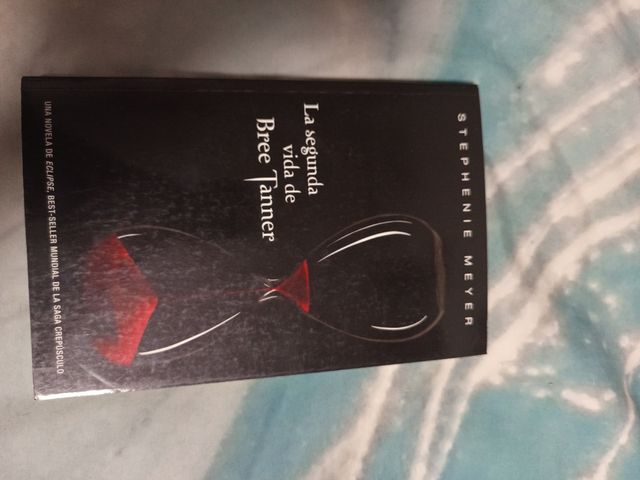 STEPHENIE MEYER
La segunda
vida de
Bree Tanner
UNA NOVELA DE ECLIPSE, BEST-SELLER MUNDIAL DE LA SAGA CREPÚSCULO